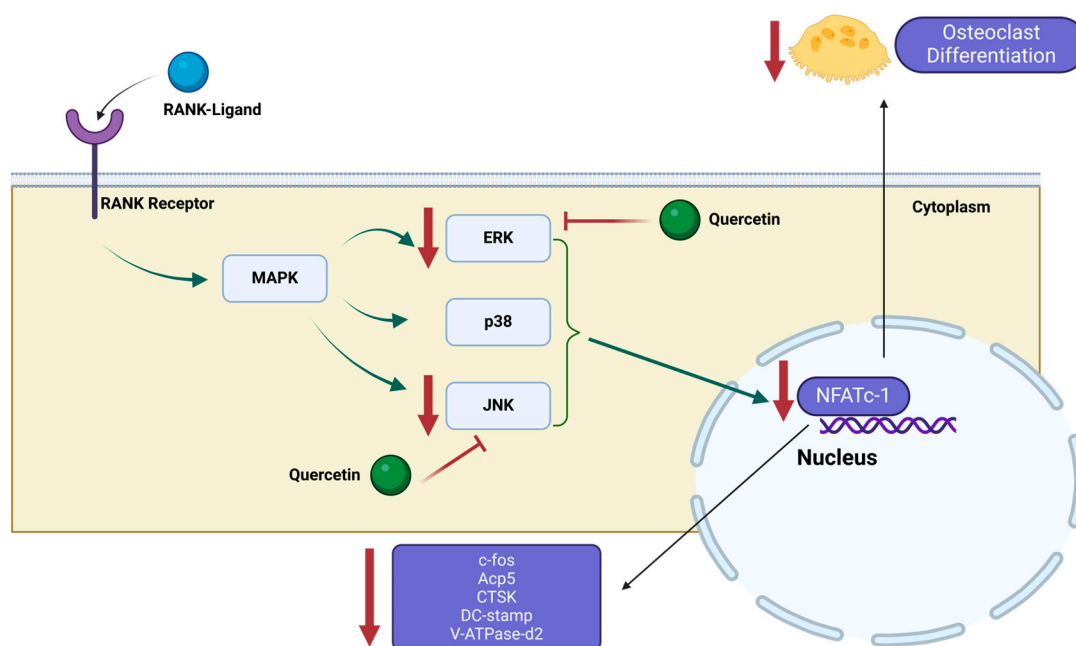 Osteoclast
Differentiation
RANK-Ligand
RANK Receptor
Cytoplasm
ERK
Quercetin
MAPK
p38
JNK
NFATc-1
Nucleus
Quercetin
c-fos
Acp5
CTSK
DC-stamp
V-ATPase-d2